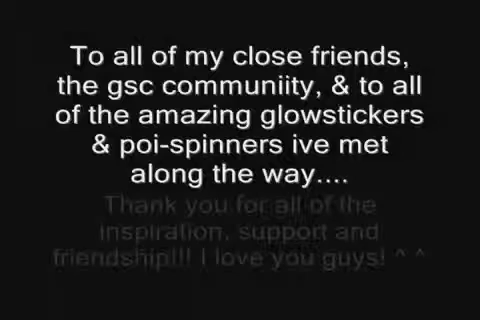 To all of my close friends,
the gsc communiity, & to all
of the amazing glowstickers
& poi-spinners ive met
along the way....
Thank you for all of the
inspiration, support and
friendship!!! I love you guys! ^ ^